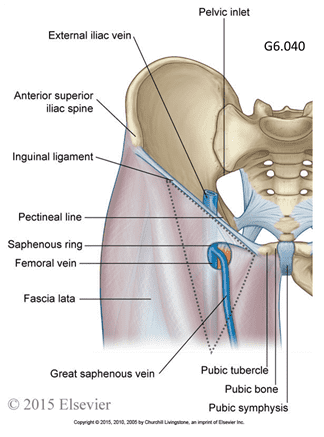 Pelvic inlet
External iliac vein
G6.040
Anterior superior
iliac spine
Inguinal ligament
Pectineal line
Saphenous ring
Femoral vein
Fascia lata
Great saphenous vein
Pubic tubercle
Pubic bone
Pubic symphysis
© 2015 Elsevier
Copyright © 2015, 2010, 2005 by Churchill Livingstone, an imprint of Elsevier Inc.